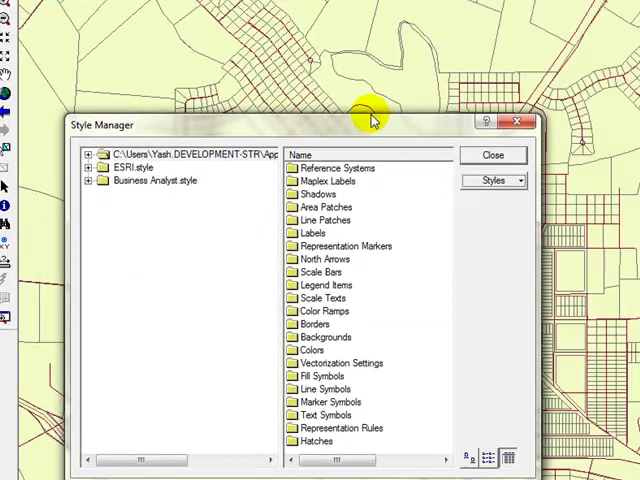 Style Manager
?
C:\Users\Yash.DEVELOPMENT-STR\App
ESRI.style
Business Analyst.style
Name
Reference Systems
Maplex Labels
Shadows
Area Patches
Line Patches
Labels
Representation Markers
North Arrows
Scale Bars
Legend Items
Scale Texts
Color Ramps
Borders
Backgrounds
Colors
Vectorization Settings
Fill Symbols
Line Symbols
Marker Symbols
Text Symbols
Representation Rules
Hatches
Close
Styles